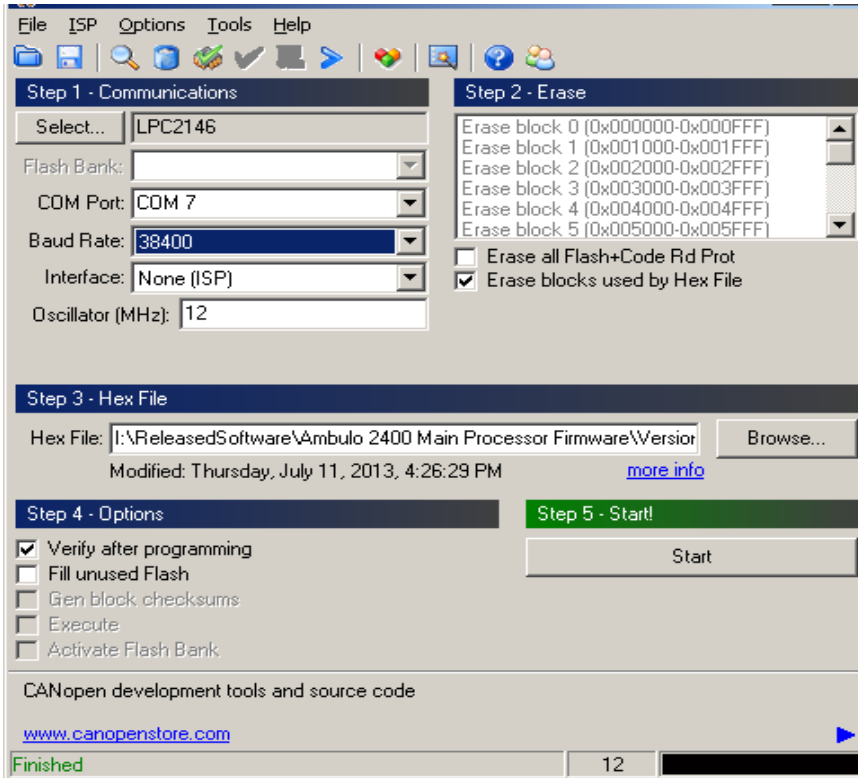 File ISP Options Tools Help
Step 1 - Communications
Select... LPC2146
Flash Bank:
COM Port: COM 7
Baud Rate: 38400
Interface: None (ISP)
Oscillator (MHz): 12
Step 2 - Erase
Erase block 0 (0x000000-0x000FFF)
Erase block 1 (0x001000-0x001FFF)
Erase block 2 (0x002000-0x002FFF)
Erase block 3 (0x003000-0x003FFF)
Erase block 4 (0x004000-0x004FFF)
Erase block 5 (0x005000-0x005FFF)
Erase all Flash+Code Rd Prot
Erase blocks used by Hex File
Step 3 - Hex File
Hex File: I:\ReleasedSoftware\Ambulo 2400 Main Processor Firmware\Version Browse...
Modified: Thursday, July 11, 2013, 4:26:29 PM more info
Step 4 - Options
Verify after programming
Fill unused Flash
Gen block checksums
Execute
Activate Flash Bank
Step 5 - Start!
Start
CANopen development tools and source code
www.canopenstore.com
Finished 12